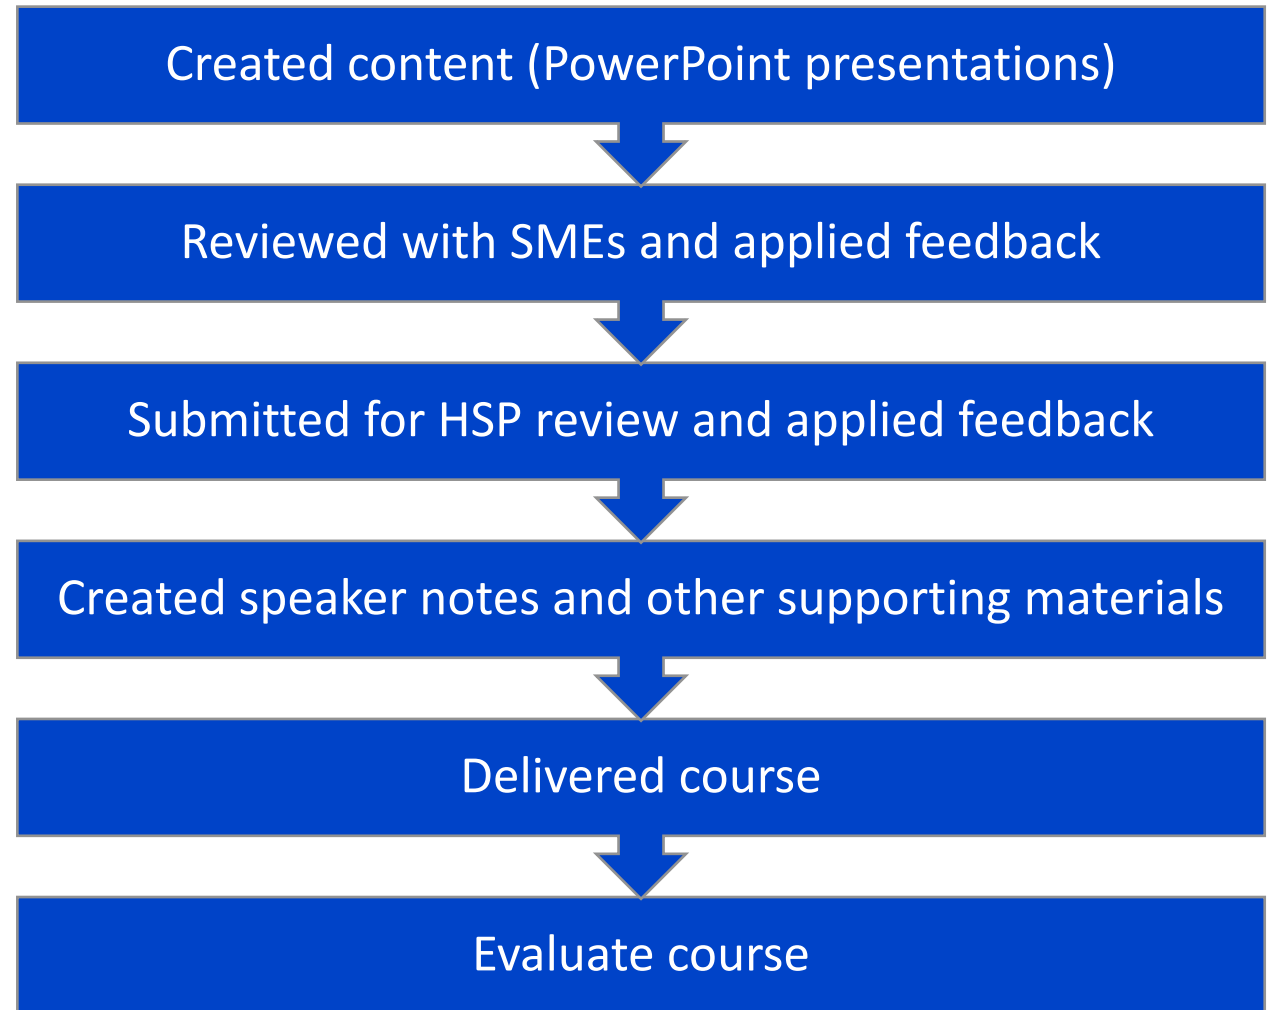 Created content (PowerPoint presentations)
Reviewed with SMEs and applied feedback
Submitted for HSP review and applied feedback
Created speaker notes and other supporting materials
Delivered course
Evaluate course